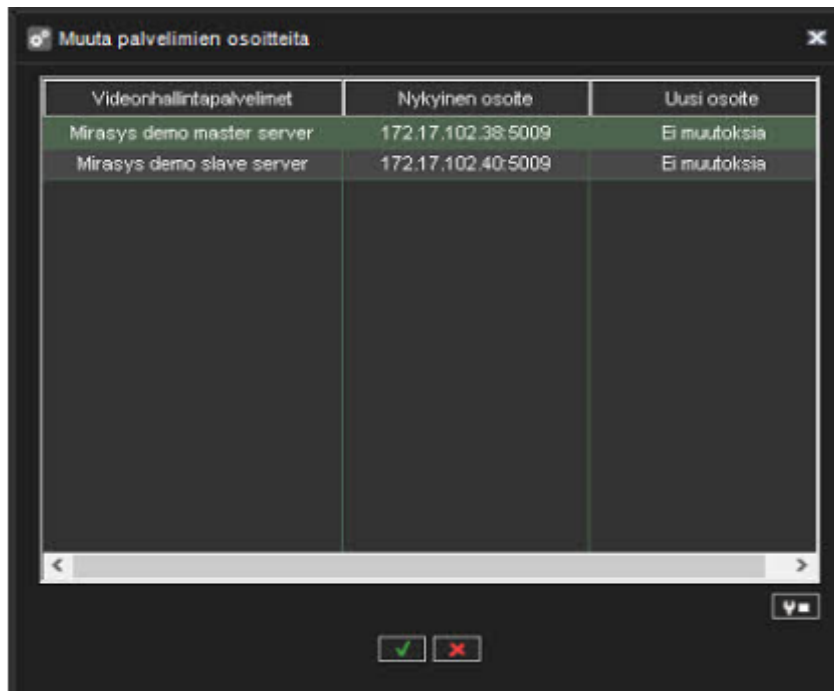 Muuta palvelimien osoitteita
Videonhallintapalvelimet Nykyinen osoite Uusi osoite
Mirasys demo master server 172.17.102.38:5009 Ei muutoksia
Mirasys demo slave server 172.17.102.40:5009 Ei muutoksia